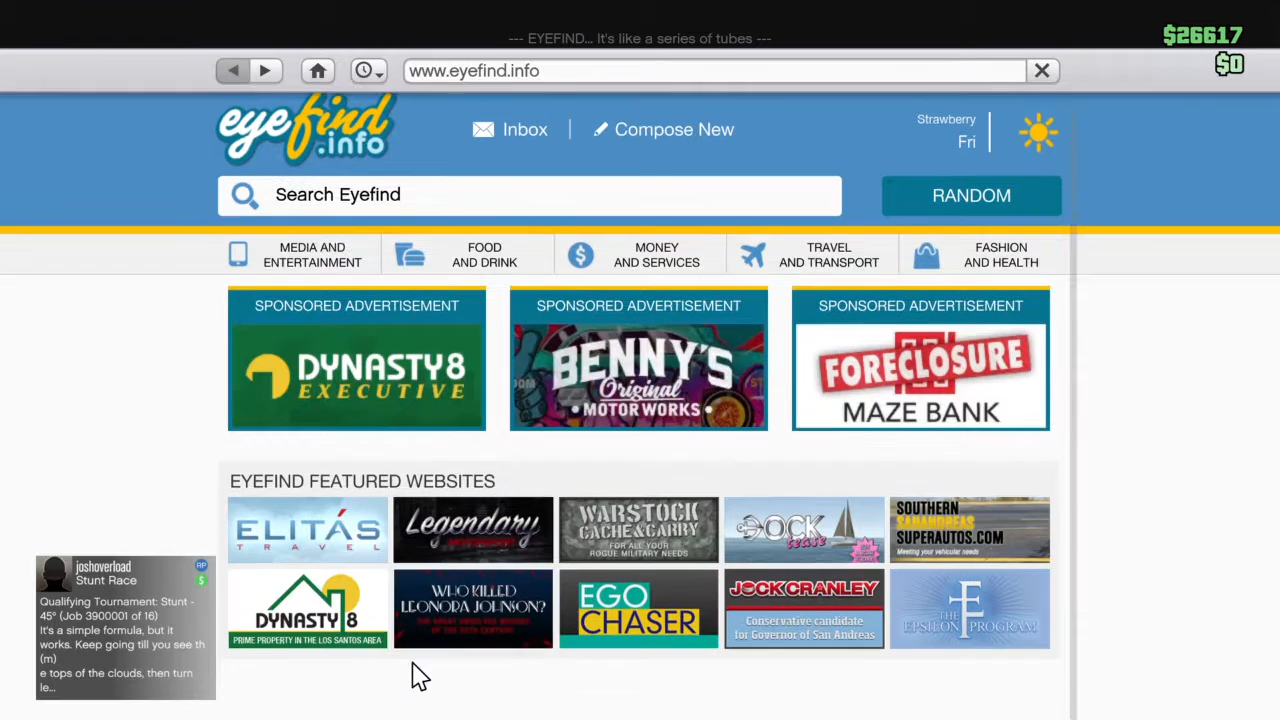 --- EYEFIND... It's like a series of tubes ---
$26617
$0
www.eyefind.info
eyefind
.info
Inbox
Compose New
Strawberry
Fri
Search Eyefind
RANDOM
MEDIA AND
ENTERTAINMENT
FOOD
AND DRINK
MONEY
AND SERVICES
TRAVEL
AND TRANSPORT
FASHION
AND HEALTH
SPONSORED ADVERTISEMENT
DYNASTY8
EXECUTIVE
SPONSORED ADVERTISEMENT
BENNY'S
Original
MOTORWORKS
SPONSORED ADVERTISEMENT
FORECLOSURE
MAZE BANK
EYEFIND FEATURED WEBSITES
ELITÁS
TRAVEL
Legendary
MOTORSPORT
WARSTOCK
CACHE & CARRY
FOR ALL YOUR
ROGUE MILITARY NEEDS
DOCK
tease
SOUTHERN
SANANDREAS
SUPERAUTOS.COM
Meeting your vehicular needs
DYNASTY 8
PRIME PROPERTY IN THE LOS SANTOS AREA
WHO KILLED
LEONORA JOHNSON?
EGO
CHASER
JOCK CRANLEY
Conservative candidate
for Governor of San Andreas
THE
EPSILON PROGRAM
joshoverload
RP
Stunt Race
$
Qualifying Tournament: Stunt -
45° (Job 3900001 of 16)
It's a simple formula, but it
works. Keep going till you see th
(m)
e tops of the clouds, then turn
le...